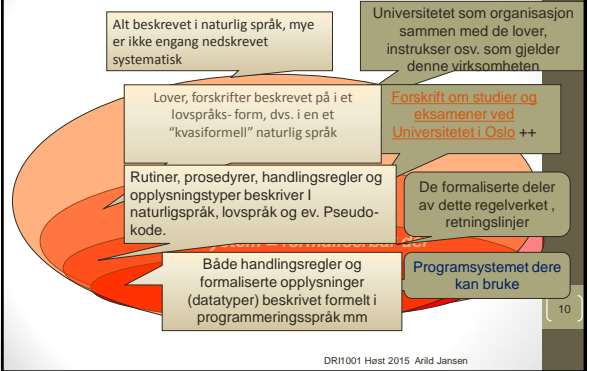 Alt beskrevet i naturlig språk, mye
er ikke engang nedskrevet
systematisk
Universitetet som organisasjon
sammen med de lover,
instrukser osv. som gjelder
denne virksomheten
Lover, forskrifter beskrevet på i et
lovspråks- form, dvs. i en et
“kvasiformell” naturlig språk
Forskrift om studier og
eksamener ved
Universitetet i Oslo ++
Rutiner, prosedyrer, handlingsregler og
opplysningstyper beskriver I
naturligspråk, lovspråk og ev. Pseudo-
kode.
De formaliserte deler
av dette regelverket ,
retningslinjer
Både handlingsregler og
formaliserte opplysninger
(datatyper) beskrivet formelt i
programmeringsspråk mm
Programsystemet dere
kan bruke
10
DRI1001 Høst 2015 Arild Jansen